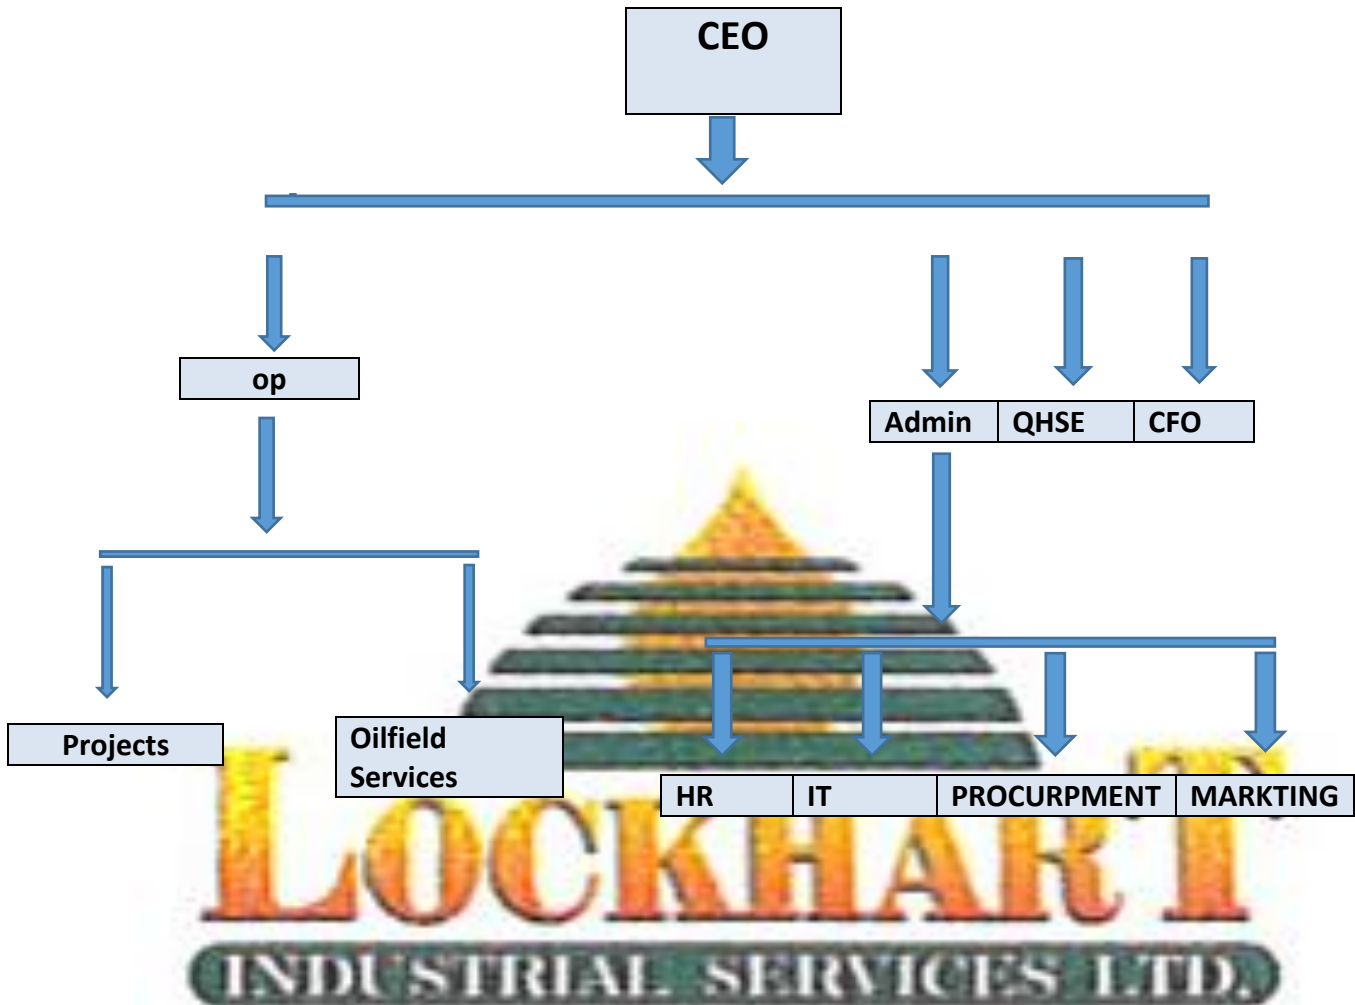 CEO
op
Admin QHSE CFO
Projects
Oilfield
Services
HR IT PROCURPMENT MARKTING
LOCKHART
INDUSTRIAL SERVICES LTD.